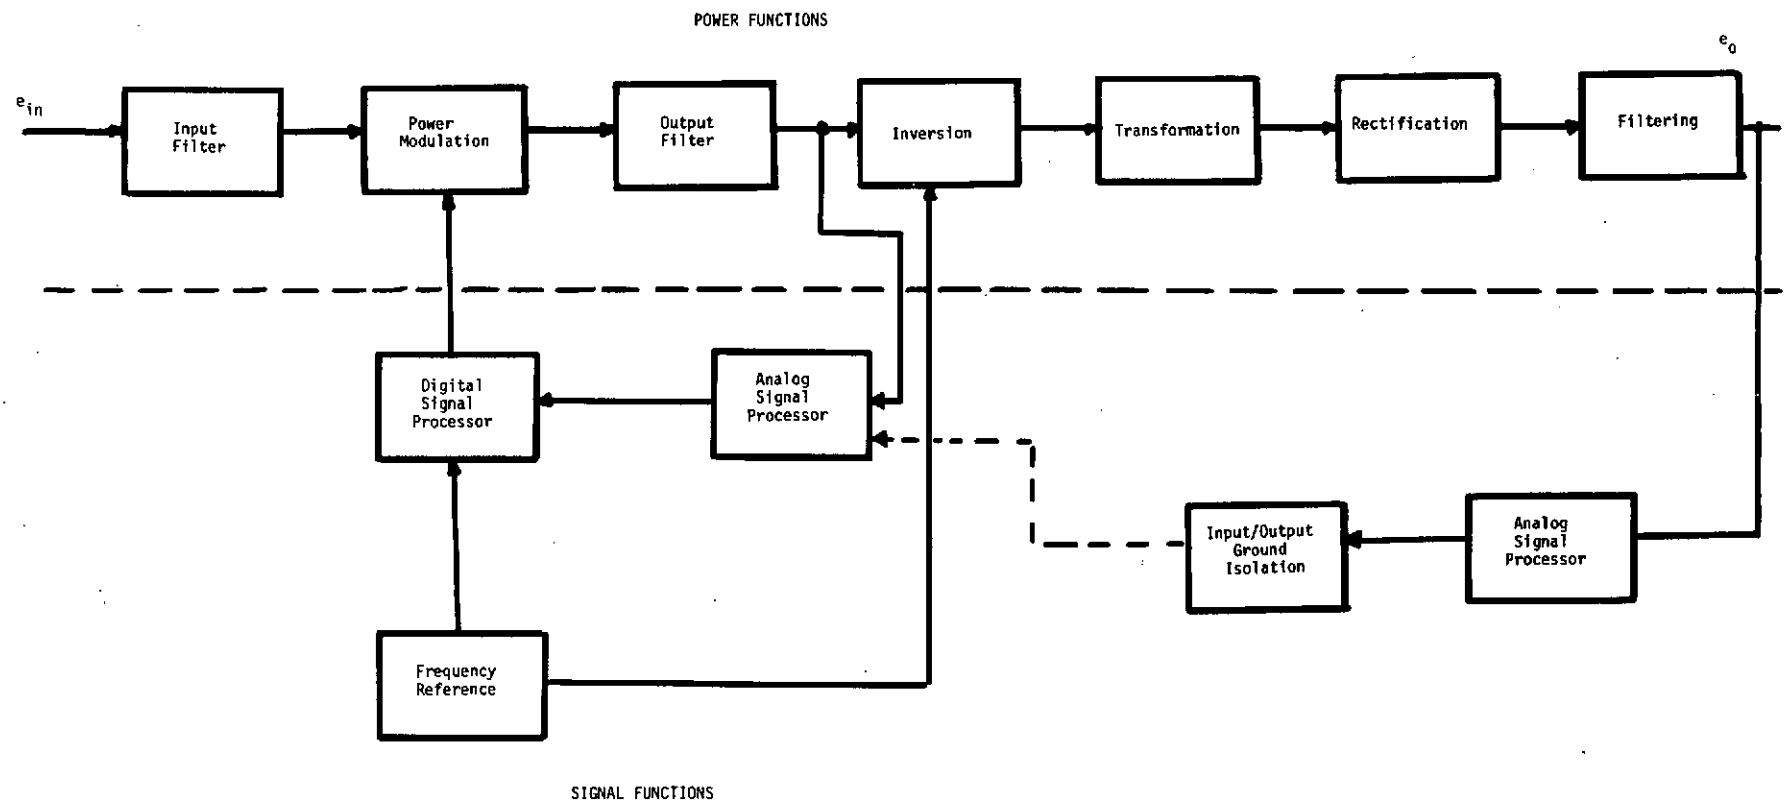 POWER FUNCTIONS
e_o
e_in
Input
Filter
Power
Modulation
Output
Filter
Inversion
Transformation
Rectification
Filtering
Digital
Signal
Processor
Analog
Signal
Processor
Input/Output
Ground
Isolation
Analog
Signal
Processor
Frequency
Reference
SIGNAL FUNCTIONS